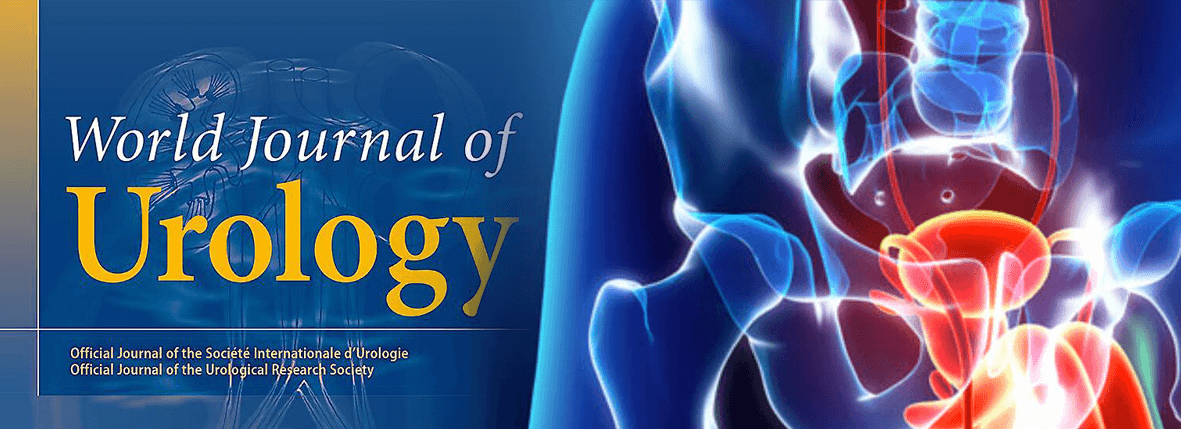 World Journal of
Urology
Official Journal of the Société Internationale d'Urologie
Official Journal of the Urological Research Society